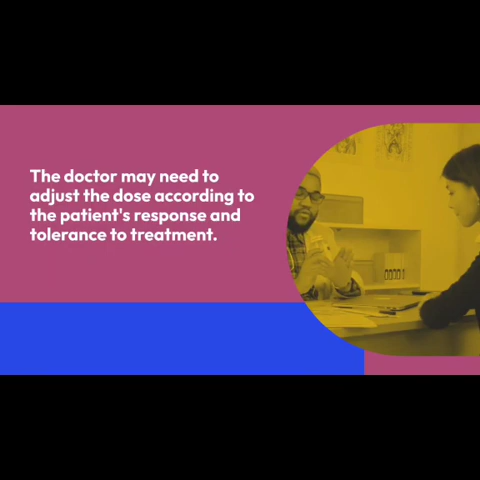 The doctor may need to
adjust the dose according to
the patient's response and
tolerance to treatment.